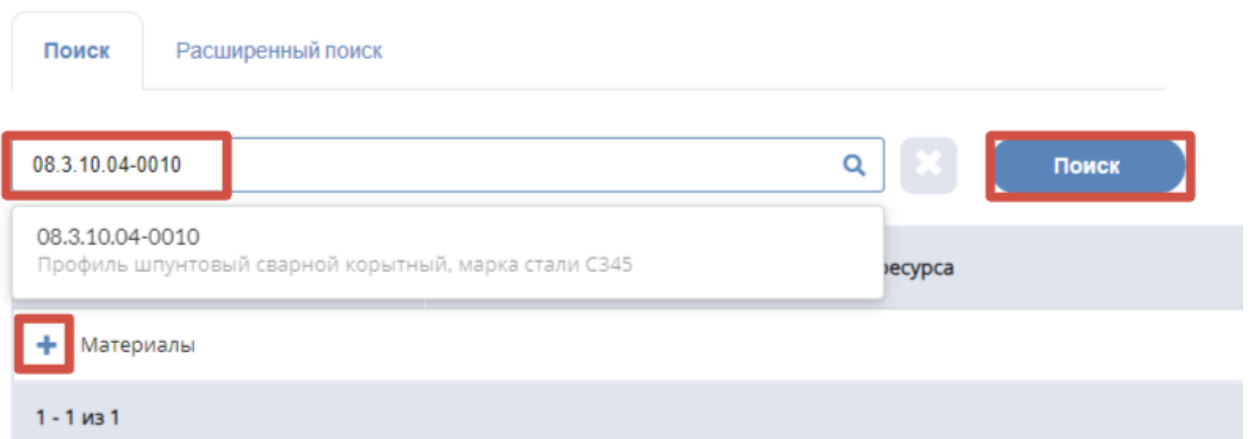 Поиск Расширенный поиск
08.3.10.04-0010 Поиск
08.3.10.04-0010
Профиль шпунтовый сварной корытный, марка стали С345
ресурса
Материалы
1 - 1 из 1